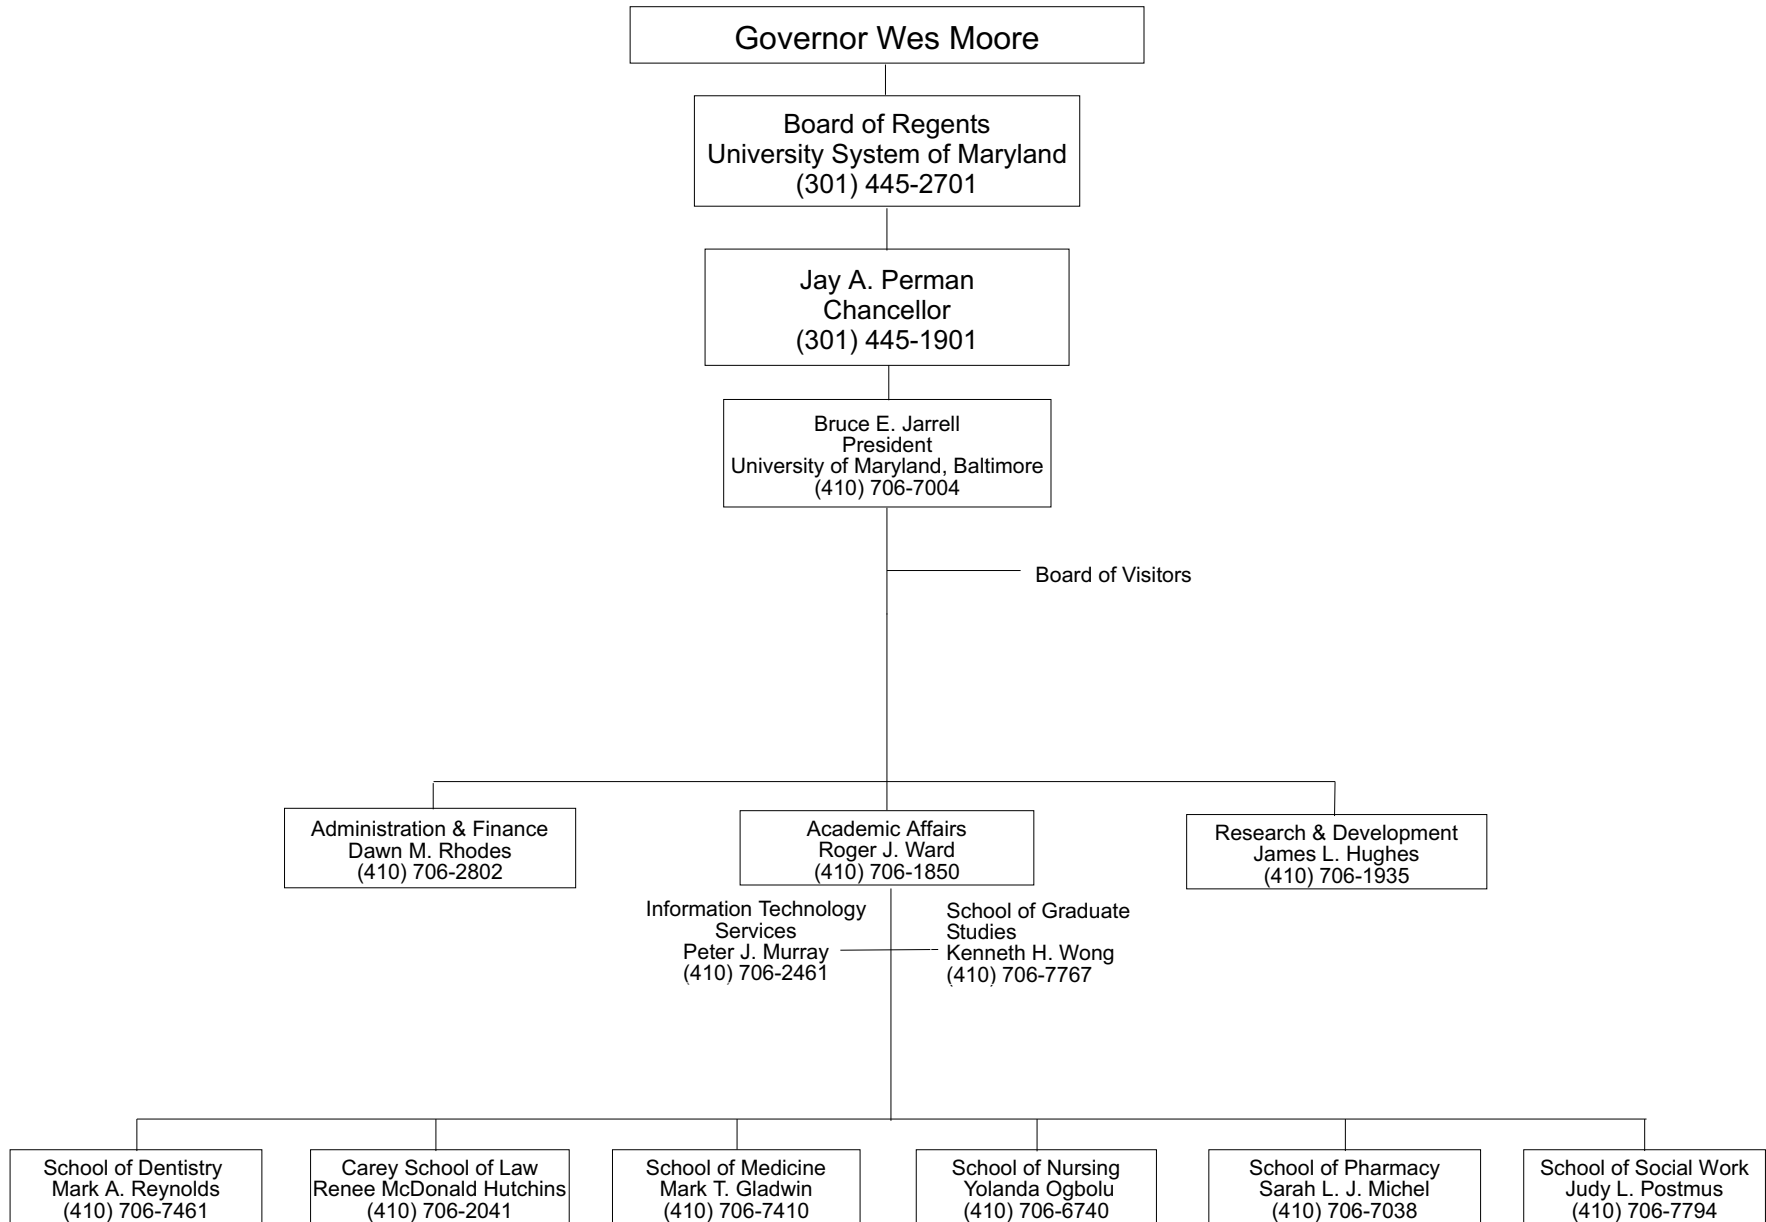 Governor Wes Moore
Board of Regents
University System of Maryland
(301) 445-2701
Jay A. Perman
Chancellor
(301) 445-1901
Bruce E. Jarrell
President
University of Maryland, Baltimore
(410) 706-7004
Board of Visitors
Administration & Finance
Dawn M. Rhodes
(410) 706-2802
Academic Affairs
Roger J. Ward
(410) 706-1850
Research & Development
James L. Hughes
(410) 706-1935
Information Technology
Services
Peter J. Murray
(410) 706-2461
School of Graduate
Studies
Kenneth H. Wong
(410) 706-7767
School of Dentistry
Mark A. Reynolds
(410) 706-7461
Carey School of Law
Renee McDonald Hutchins
(410) 706-2041
School of Medicine
Mark T. Gladwin
(410) 706-7410
School of Nursing
Yolanda Ogbolu
(410) 706-6740
School of Pharmacy
Sarah L. J. Michel
(410) 706-7038
School of Social Work
Judy L. Postmus
(410) 706-7794